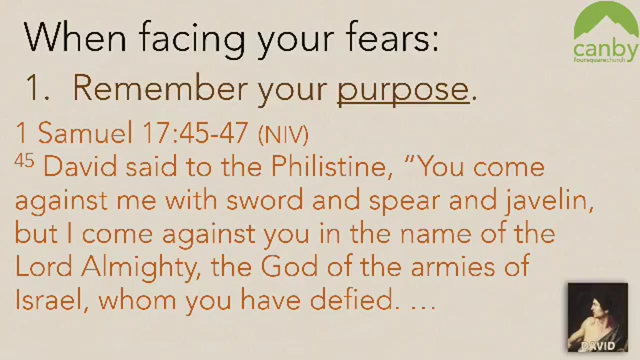 When facing your fears:
canby
foursquarechurch
1. Remember your purpose.
1 Samuel 17:45-47 (NIV)
45 David said to the Philistine, “You come
against me with sword and spear and javelin,
but I come against you in the name of the
Lord Almighty, the God of the armies of
Israel, whom you have defied. …
DAVID